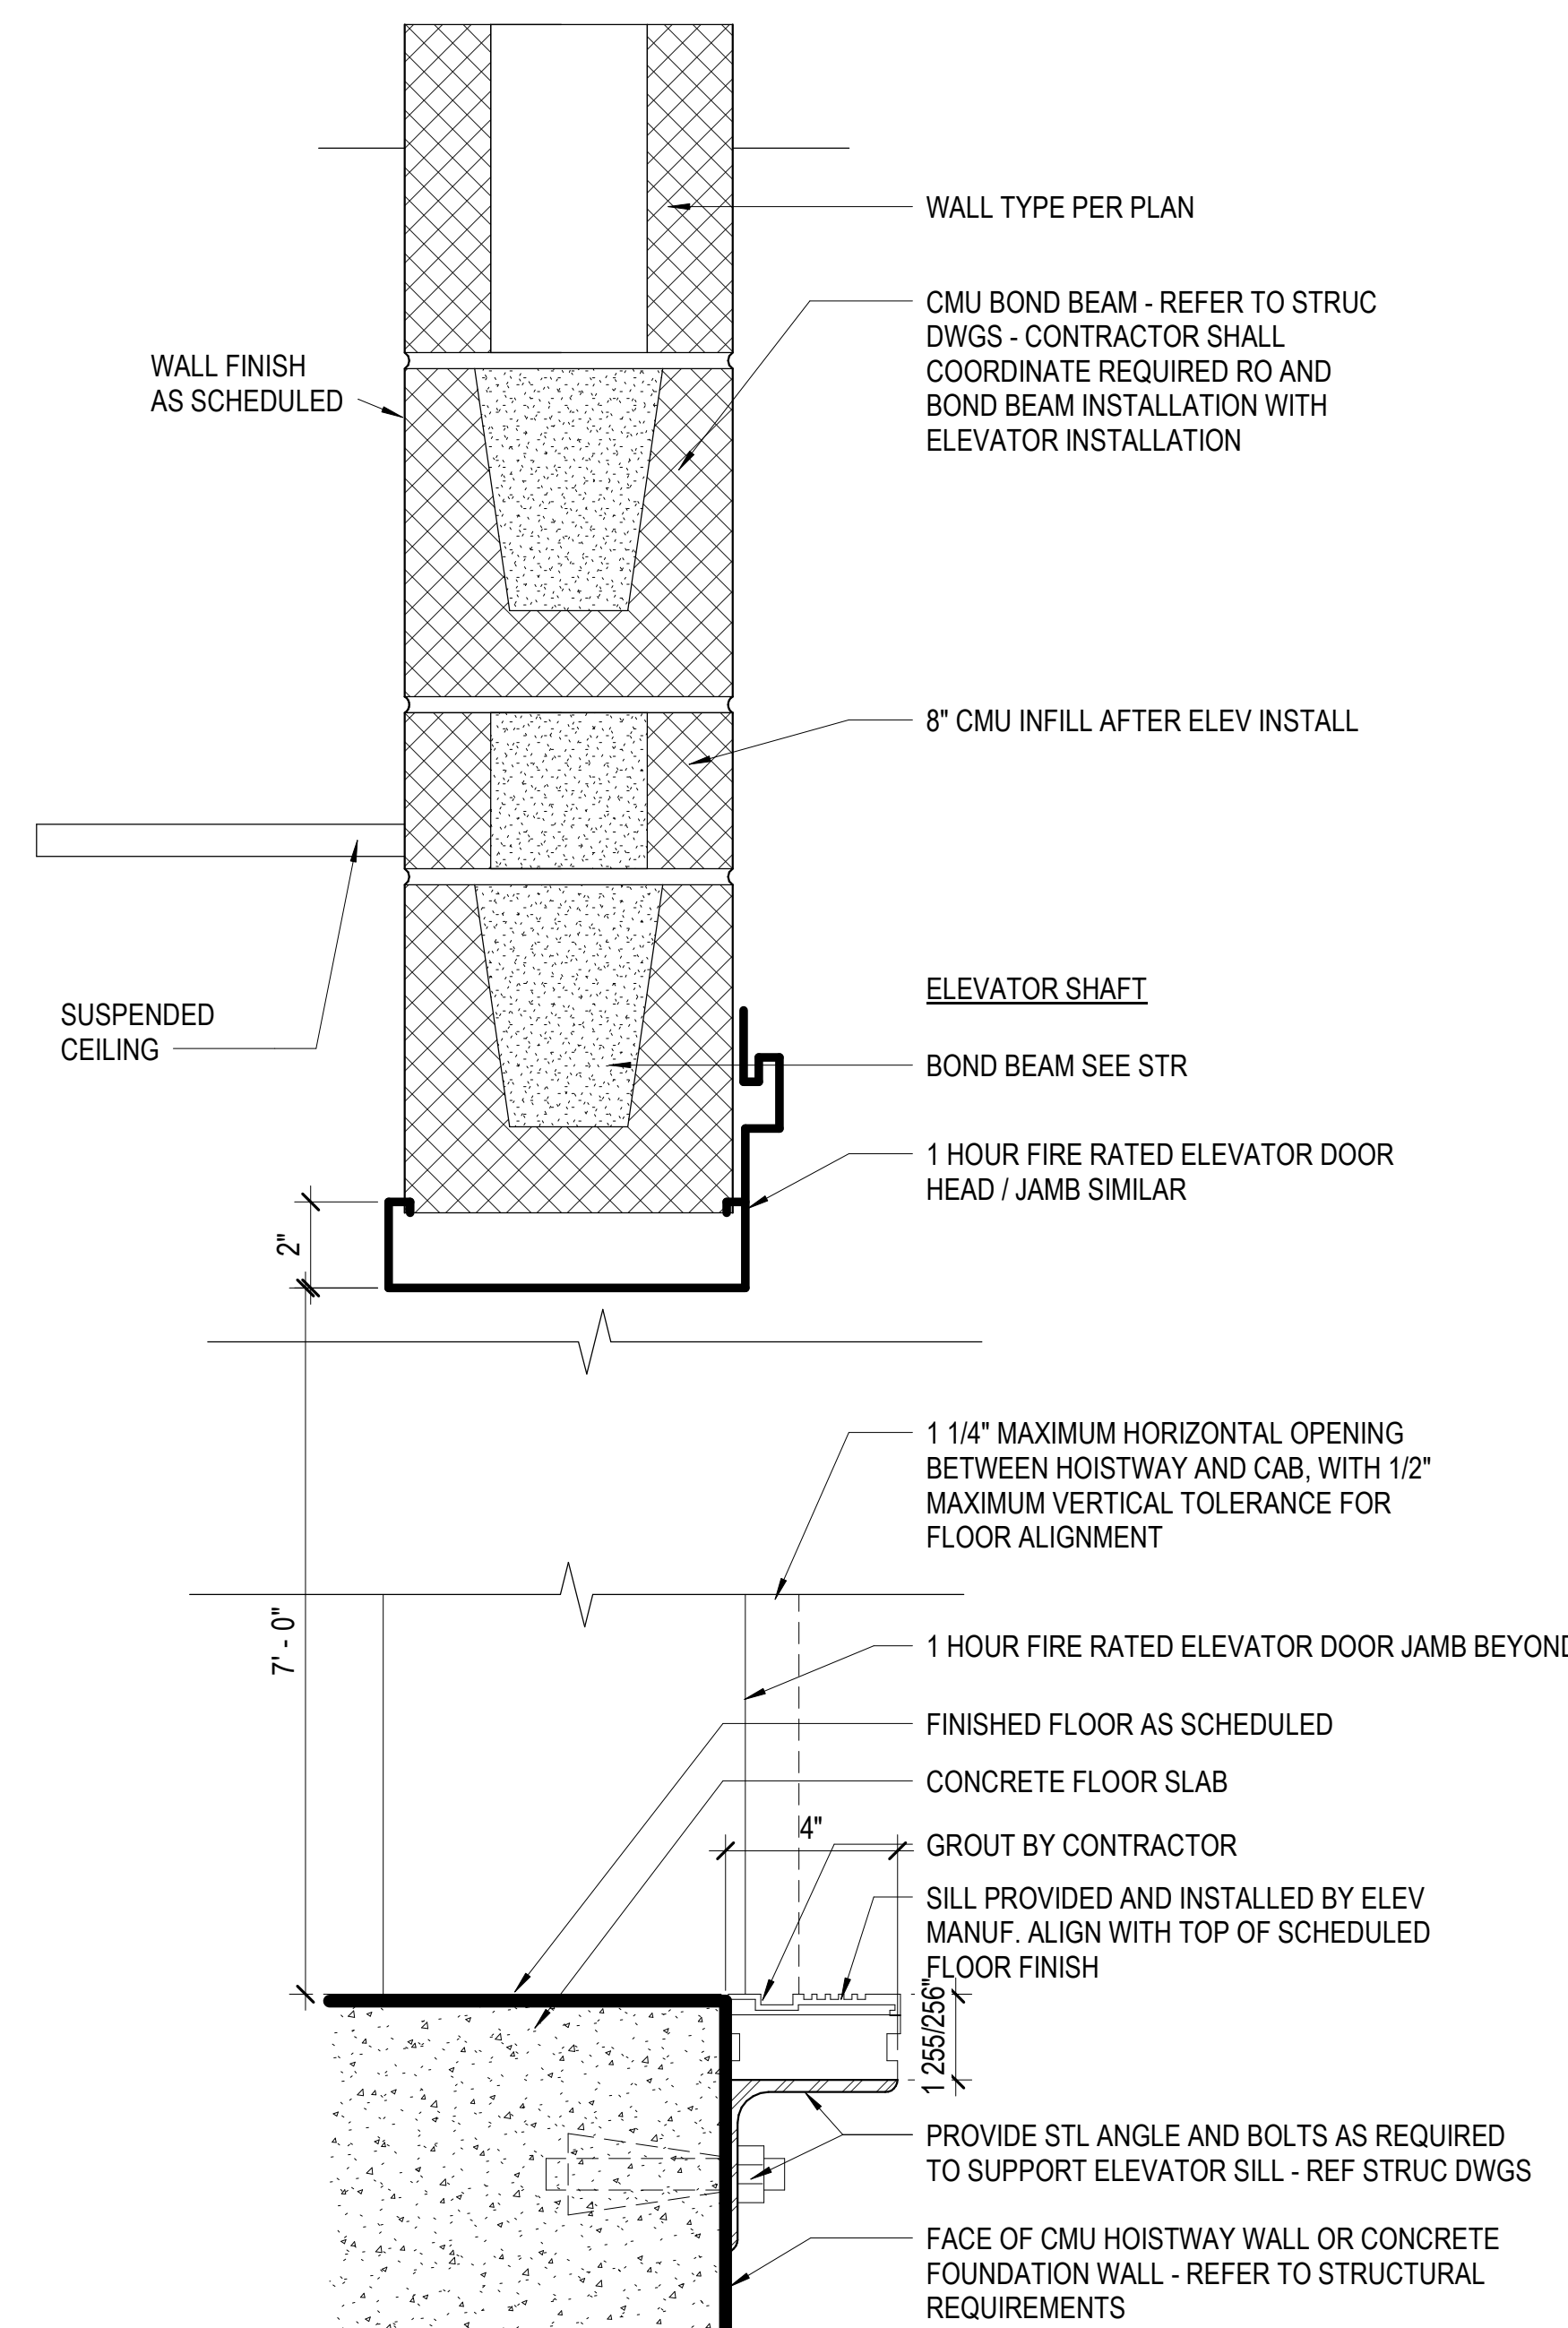 WALL TYPE PER PLAN
CMU BOND BEAM - REFER TO STRUC
DWGS - CONTRACTOR SHALL
COORDINATE REQUIRED RO AND
BOND BEAM INSTALLATION WITH
ELEVATOR INSTALLATION
WALL FINISH
AS SCHEDULED
8" CMU INFILL AFTER ELEV INSTALL
ELEVATOR SHAFT
SUSPENDED
CEILING
BOND BEAM SEE STR
1 HOUR FIRE RATED ELEVATOR DOOR
HEAD / JAMB SIMILAR
2"
1 1/4" MAXIMUM HORIZONTAL OPENING
BETWEEN HOISTWAY AND CAB, WITH 1/2"
MAXIMUM VERTICAL TOLERANCE FOR
FLOOR ALIGNMENT
7' - 0"
1 HOUR FIRE RATED ELEVATOR DOOR JAMB BEYOND
FINISHED FLOOR AS SCHEDULED
CONCRETE FLOOR SLAB
4"
GROUT BY CONTRACTOR
SILL PROVIDED AND INSTALLED BY ELEV
MANUF. ALIGN WITH TOP OF SCHEDULED
FLOOR FINISH
1 255/256"
PROVIDE STL ANGLE AND BOLTS AS REQUIRED
TO SUPPORT ELEVATOR SILL - REF STRUC DWGS
FACE OF CMU HOISTWAY WALL OR CONCRETE
FOUNDATION WALL - REFER TO STRUCTURAL
REQUIREMENTS